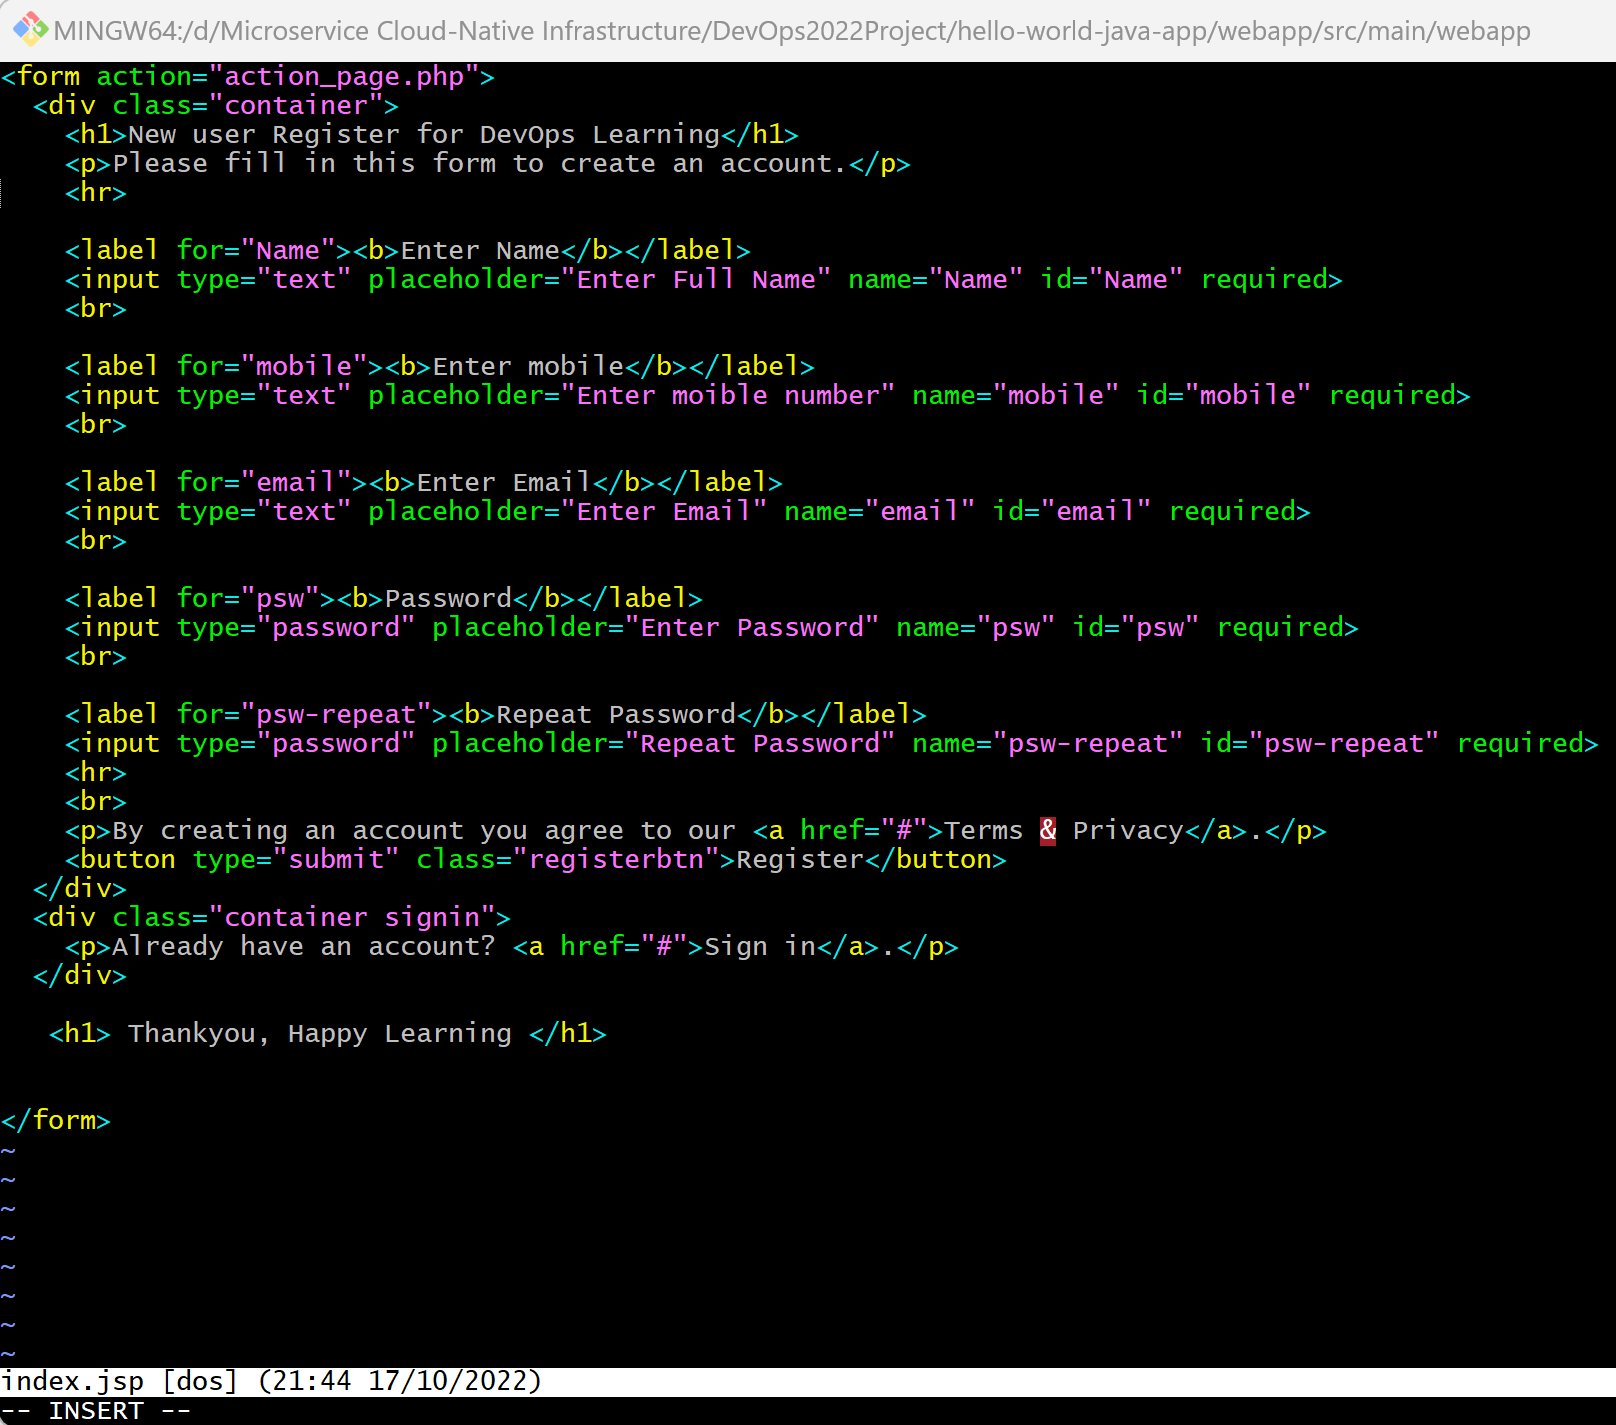 MINGW64:/d/Microservice Cloud-Native Infrastructure/DevOps2022Project/hello-world-java-app/webapp/src/main/webapp
<form action="action_page.php">
  <div class="container">
    <h1>New user Register for DevOps Learning</h1>
    <p>Please fill in this form to create an account.</p>
    <hr>

    <label for="Name"><b>Enter Name</b></label>
    <input type="text" placeholder="Enter Full Name" name="Name" id="Name" required>
    <br>

    <label for="mobile"><b>Enter mobile</b></label>
    <input type="text" placeholder="Enter moible number" name="mobile" id="mobile" required>
    <br>

    <label for="email"><b>Enter Email</b></label>
    <input type="text" placeholder="Enter Email" name="email" id="email" required>
    <br>

    <label for="psw"><b>Password</b></label>
    <input type="password" placeholder="Enter Password" name="psw" id="psw" required>
    <br>

    <label for="psw-repeat"><b>Repeat Password</b></label>
    <input type="password" placeholder="Repeat Password" name="psw-repeat" id="psw-repeat" required>
    <hr>
    <br>
    <p>By creating an account you agree to our <a href="#">Terms & Privacy</a>.</p>
    <button type="submit" class="registerbtn">Register</button>
  </div>
  <div class="container signin">
    <p>Already have an account? <a href="#">Sign in</a>.</p>
  </div>

   <h1> Thankyou, Happy Learning </h1>


</form>
~
~
~
~
~
~
~
~
index.jsp [dos] (21:44 17/10/2022)
-- INSERT --